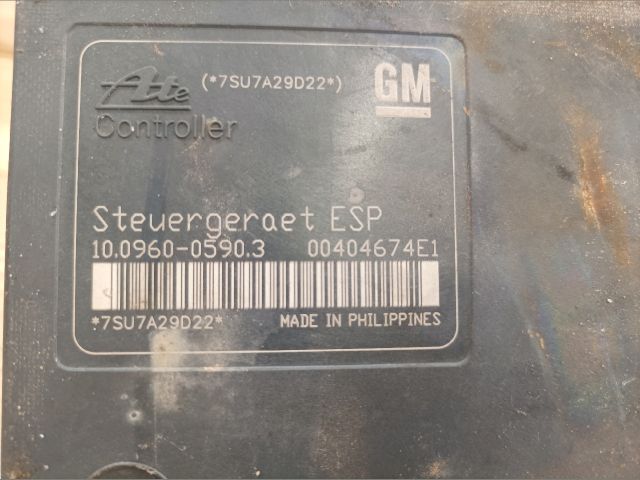 Ate (*7SU7A29D22*) GM
Controller
Steuergeraet ESP
10.0960-0590.3 00404674E1
*7SU7A29D22* MADE IN PHILIPPINES